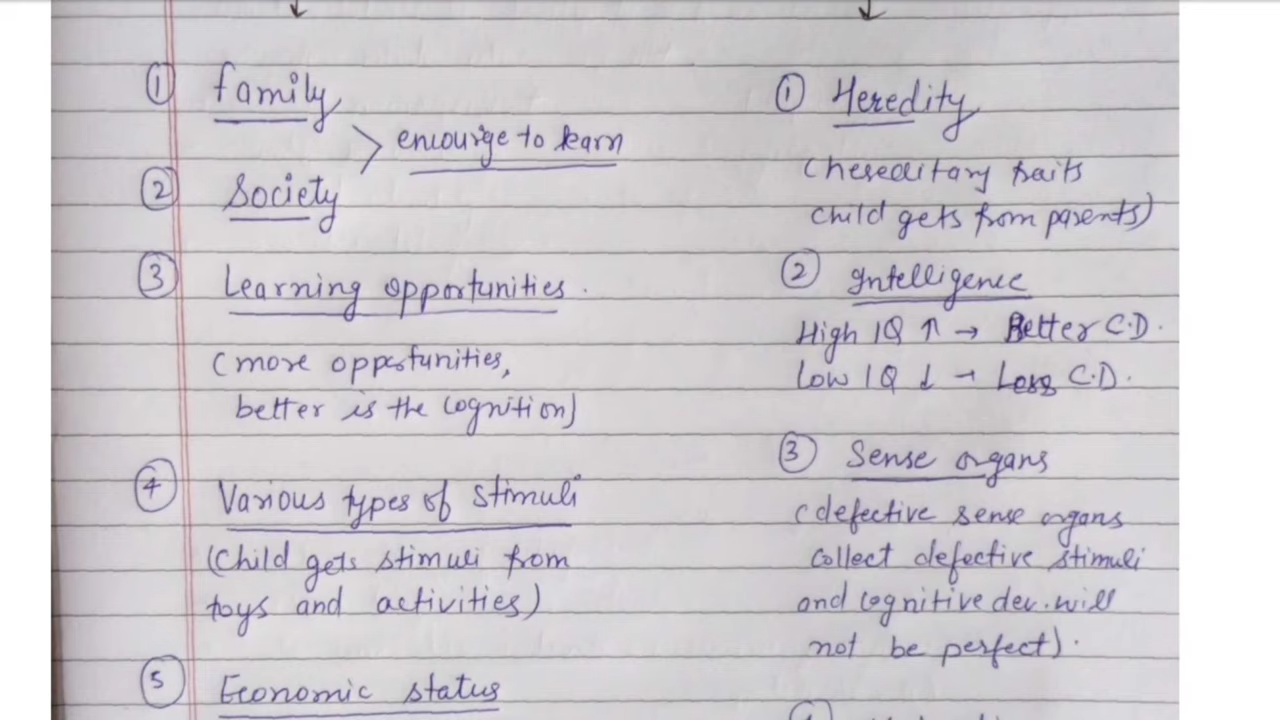 ① family
> encourge to learn
② Society
③ Learning opportunities.
(more opportunities,
better is the cognition)
④ Various types of stimuli
(Child gets stimuli from
toys and activities)
⑤ Economic status
① Heredity
(hereditary traits
child gets from parents)
② Intelligence
High IQ ↑ → Better C.D.
Low IQ ↓ → Less C.D.
③ Sense organs
(defective sense organs
collect defective stimuli
and cognitive dev. will
not be perfect).